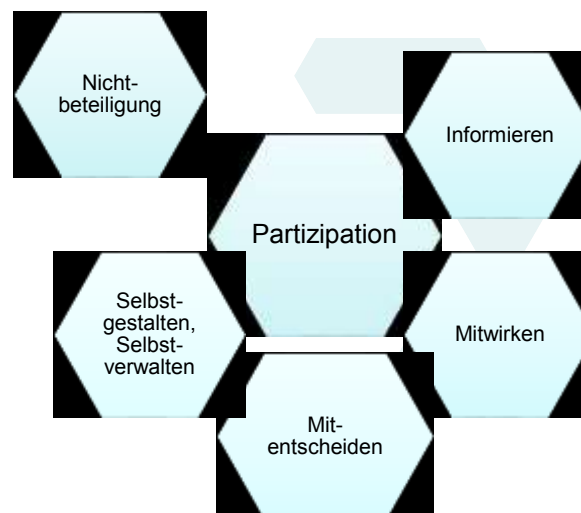 Nicht-
beteiligung
Informieren
Partizipation
Selbst-
gestalten,
Selbst-
verwalten
Mitwirken
Mit-
entscheiden